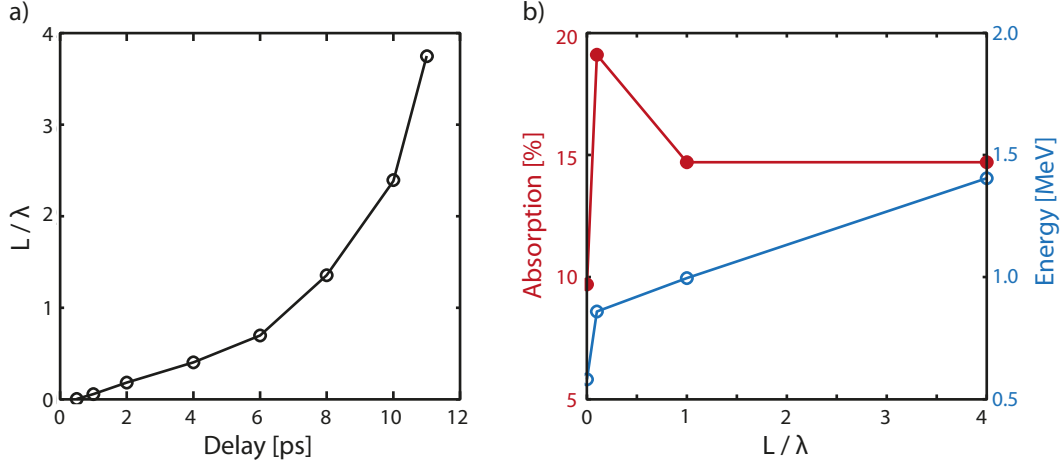 a)
4
3
2
1
0
L / λ
0 2 4 6 8 10 12
Delay [ps]
b)
20
15
10
5
Absorption [%]
2.0
1.5
1.0
0.5
Energy [MeV]
0 1 2 3 4
L / λ